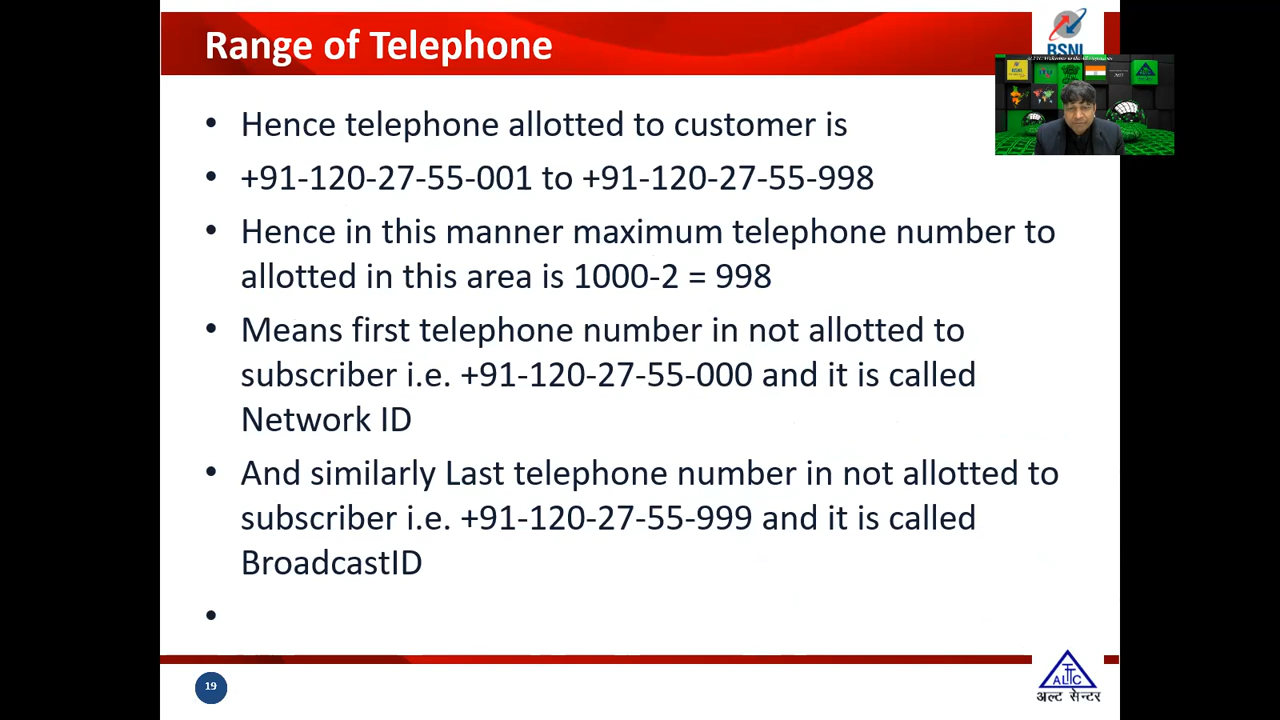 Range of Telephone
BSNL
• Hence telephone allotted to customer is
• +91-120-27-55-001 to +91-120-27-55-998
• Hence in this manner maximum telephone number to
allotted in this area is 1000-2 = 998
• Means first telephone number in not allotted to
subscriber i.e. +91-120-27-55-000 and it is called
Network ID
• And similarly Last telephone number in not allotted to
subscriber i.e. +91-120-27-55-999 and it is called
BroadcastID
•
19
ALTTC
अल्ट सेन्टर